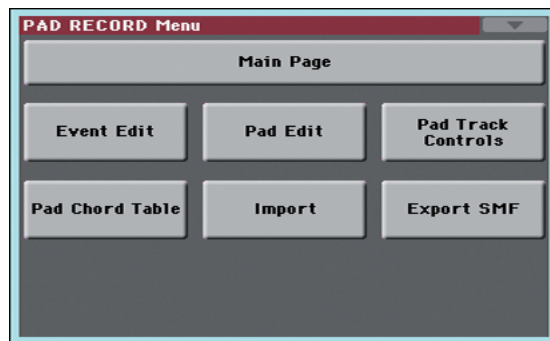 PAD RECORD Menu
Main Page
Event Edit
Pad Edit
Pad Track
Controls
Pad Chord Table
Import
Export SMF